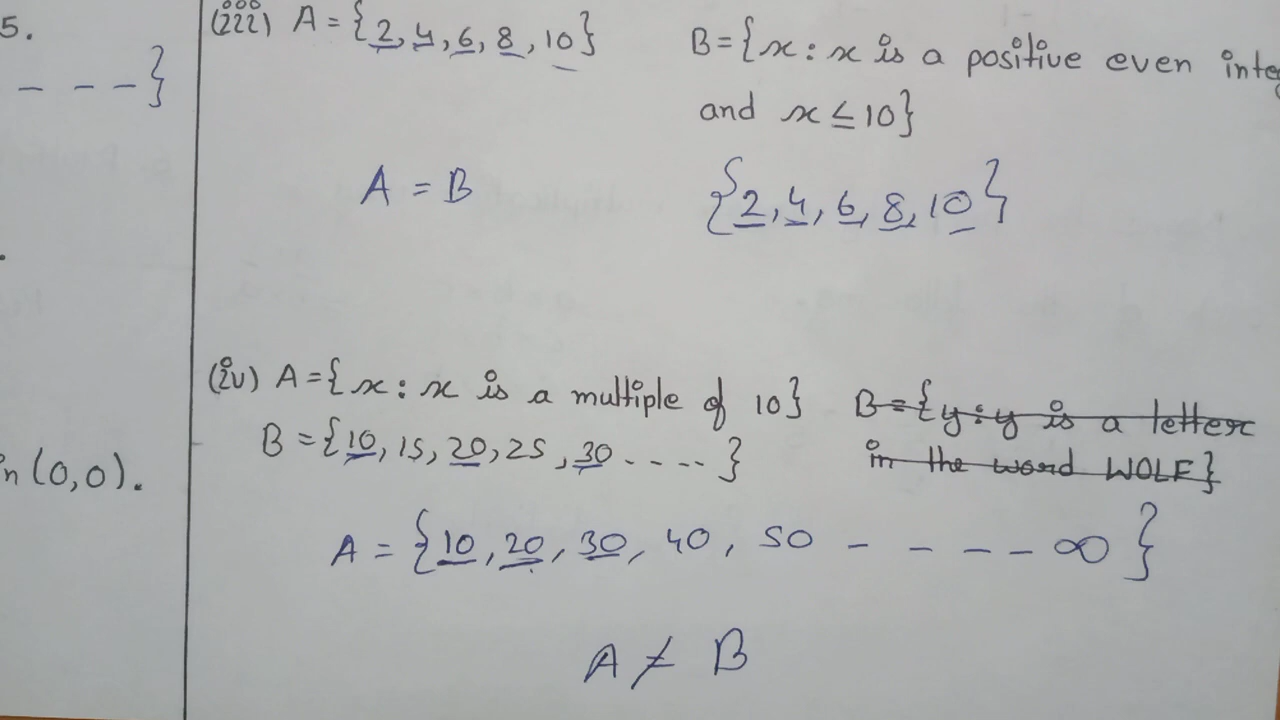 5.
- - - -}
(iii) A = {2, 4, 6, 8, 10}
B = {x : x is a positive even
and x ≤ 10}
A = B
{2, 4, 6, 8, 10}
(iv) A = {x : x is a multiple of 10}
B = {y : y is a letter
in the word WOLF}
B = {10, 15, 20, 25, 30 ..... }
(0,0).
A = {10, 20, 30, 40, 50 - - - - ∞ }
A ≠ B